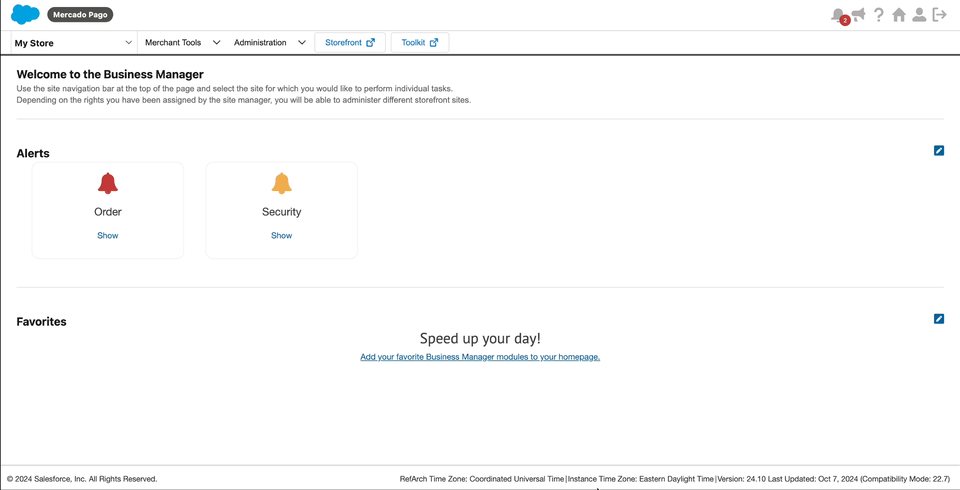 Mercado Pago
2
My Store
Merchant Tools
Administration
Storefront
Toolkit
Welcome to the Business Manager
Use the site navigation bar at the top of the page and select the site for which you would like to perform individual tasks.
Depending on the rights you have been assigned by the site manager, you will be able to administer different storefront sites.
Alerts
Order
Security
Show
Show
Favorites
Speed up your day!
Add your favorite Business Manager modules to your homepage.
© 2024 Salesforce, Inc. All Rights Reserved.
RefArch Time Zone: Coordinated Universal Time|Instance Time Zone: Eastern Daylight Time|Version: 24.10 Last Updated: Oct 7, 2024 (Compatibility Mode: 22.7)